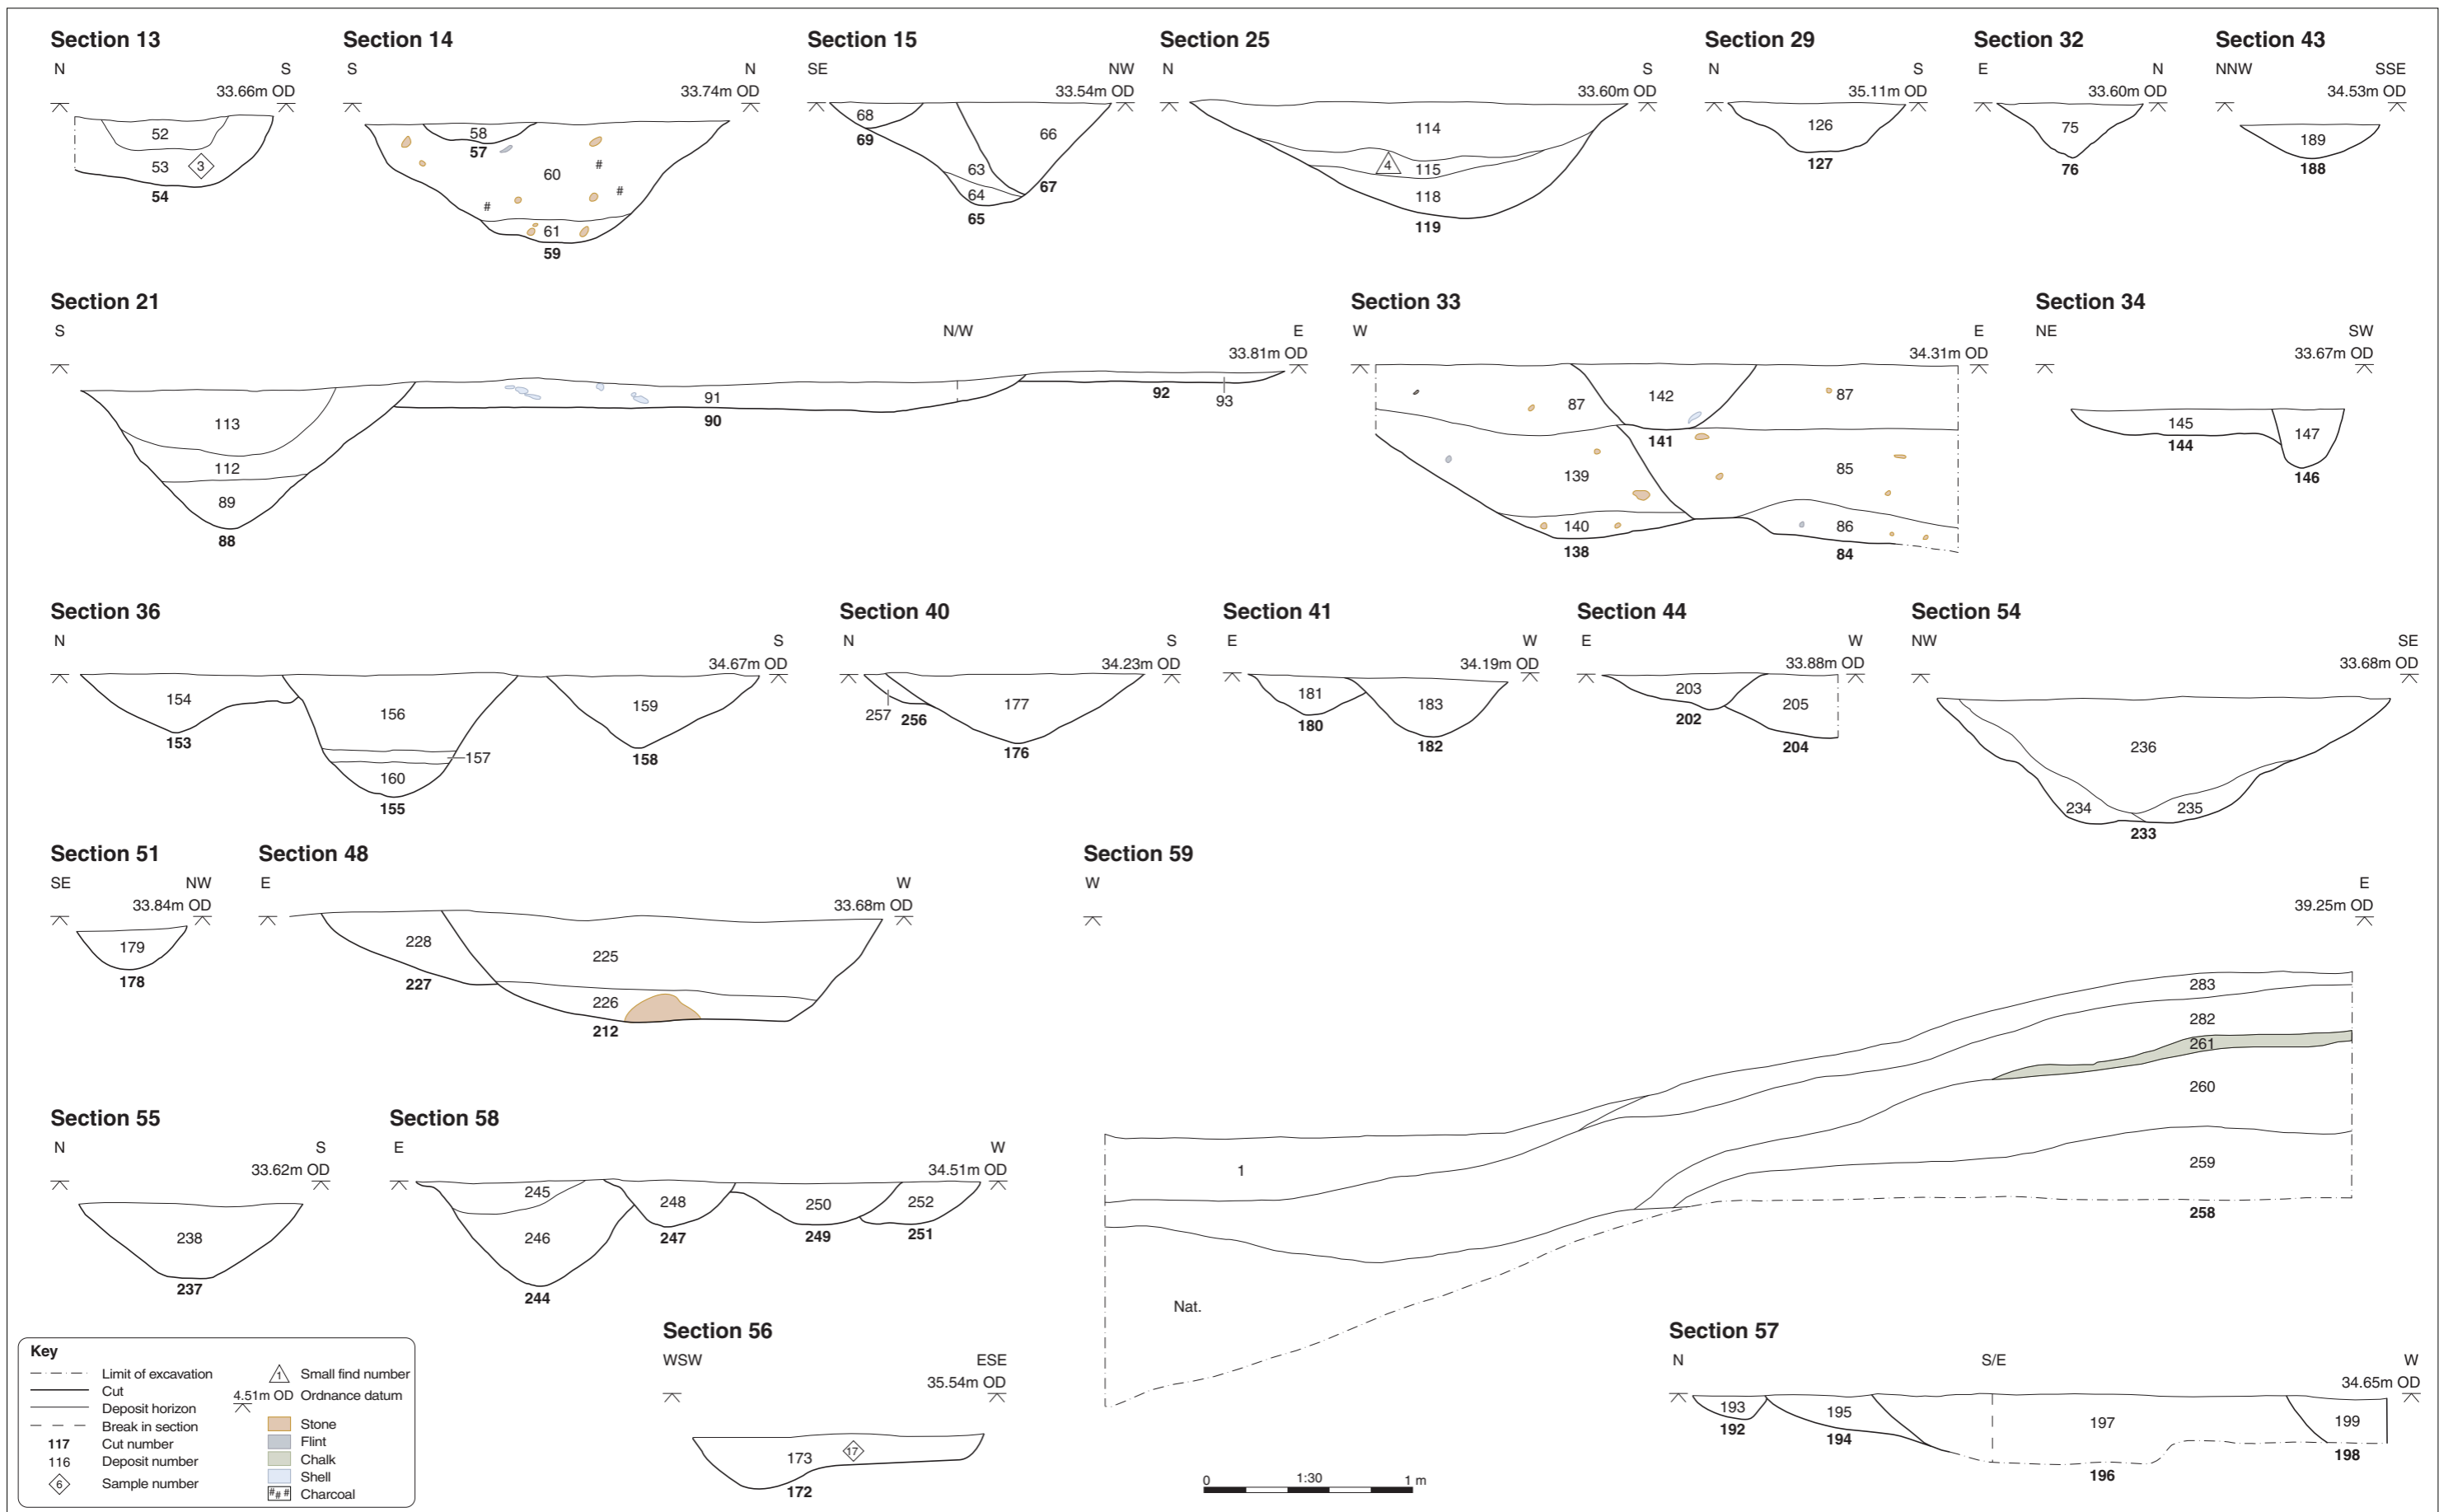 Section 13
N S
33.66m OD
52
53 3
54
Section 14
S N
33.74m OD
58
57
60
#
#
#
61
59
Section 15
SE NW
33.54m OD
68
69
66
63
67
64
65
Section 25
N S
33.60m OD
114
4 115
118
119
Section 29
N S
35.11m OD
126
127
Section 32
E N
33.60m OD
75
76
Section 43
NNW SSE
34.53m OD
189
188
Section 21
S N/W E
33.81m OD
113
112
89
88
91
90
92
93
Section 33
W E
34.31m OD
87 142 87
141
139 85
140 86
138 84
Section 34
NE SW
33.67m OD
145 147
144
146
Section 36
N S
34.67m OD
154 156 159
153
157
160
158
155
Section 40
N S
34.23m OD
177
257 256
176
Section 41
E W
34.19m OD
181 183
180
182
Section 44
E W
33.88m OD
203 205
202
204
Section 54
NW SE
33.68m OD
236
234 235
233
Section 51
SE NW
33.84m OD
179
178
Section 48
E W
33.68m OD
228 225
227
226
212
Section 59
W E
39.25m OD
283
282
261
260
1 259
258
Nat.
Section 55
N S
33.62m OD
238
237
Section 58
E W
34.51m OD
245 248 250 252
246
247 249 251
244
Section 56
WSW ESE
35.54m OD
173 17
172
Section 57
N S/E W
34.65m OD
193 195 197 199
192 194
196 198
Key
Limit of excavation
Cut
Deposit horizon
Break in section
117 Cut number
116 Deposit number
6 Sample number
1 Small find number
4.51m OD Ordnance datum
Stone
Flint
Chalk
Shell
### Charcoal
0 1:30 1 m